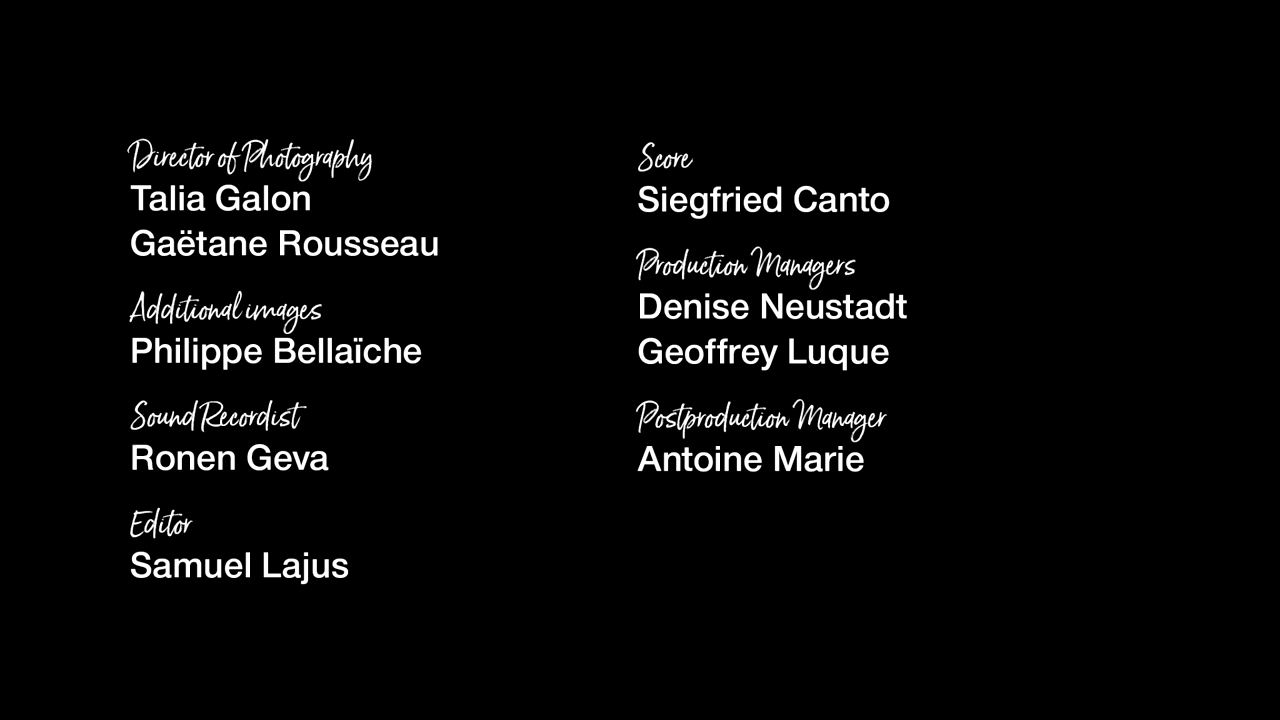 Director of Photography
Talia Galon
Gaëtane Rousseau
Additional images
Philippe Bellaïche
Sound Recordist
Ronen Geva
Editor
Samuel Lajus
Score
Siegfried Canto
Production Managers
Denise Neustadt
Geoffrey Luque
Postproduction Manager
Antoine Marie